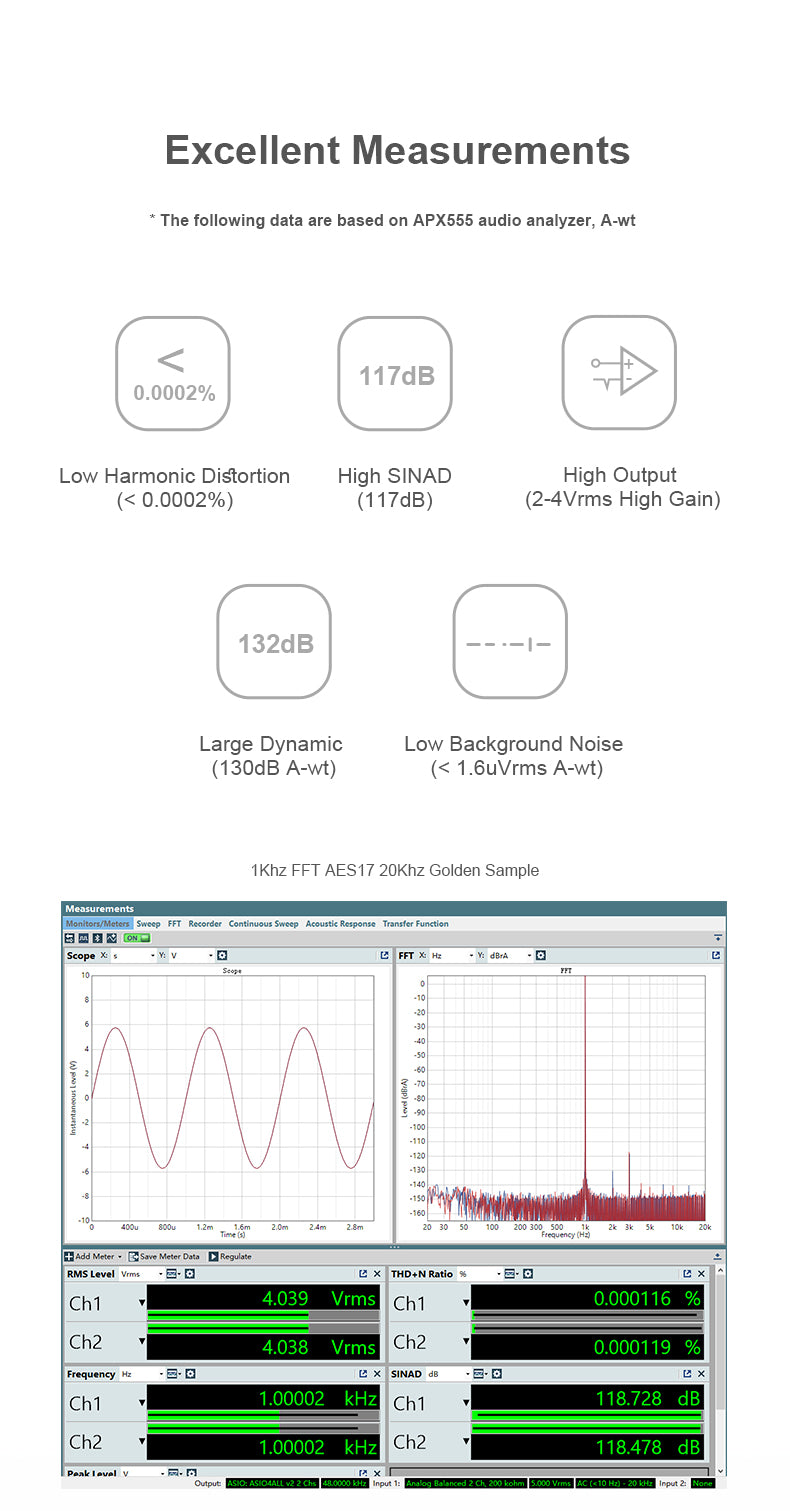 Excellent Measurements
* The following data are based on APX555 audio analyzer, A-wt
<
0.0002%
117dB
+
-
Low Harmonic Distortion
(< 0.0002%)
High SINAD
(117dB)
High Output
(2-4Vrms High Gain)
132dB
Large Dynamic
(130dB A-wt)
Low Background Noise
(< 1.6uVrms A-wt)
1Khz FFT AES17 20Khz Golden Sample
Measurements
Monitors/Meters Sweep FFT Recorder Continuous Sweep Acoustic Response Transfer Function
ON
Scope X: s Y: V
FFT X: Hz Y: dBrA
Scope
10
8
6
4
2
0
-2
-4
-6
-8
-10
Instantaneous Level (V)
0 400u 800u 1.2m 1.6m 2.0m 2.4m 2.8m
Time (s)
FFT
0
-10
-20
-30
-40
-50
-60
-70
-80
-90
-100
-110
-120
-130
-140
-150
-160
Level (dBrA)
20 30 50 100 200 300 500 1k 2k 3k 5k 10k 20k
Frequency (Hz)
Add Meter Save Meter Data Regulate
RMS Level Vrms
Ch1 4.039 Vrms
Ch2 4.038 Vrms
THD+N Ratio %
Ch1 0.000116 %
Ch2 0.000119 %
Frequency Hz
Ch1 1.00002 kHz
Ch2 1.00002 kHz
SINAD dB
Ch1 118.728 dB
Ch2 118.478 dB
Peak Level V
Output: ASIO: ASIO4ALL v2 2 Chs 48.0000 kHz Input 1: Analog Balanced 2 Ch, 200 kohm 5.000 Vrms AC (<10 Hz) - 20 kHz Input 2: None